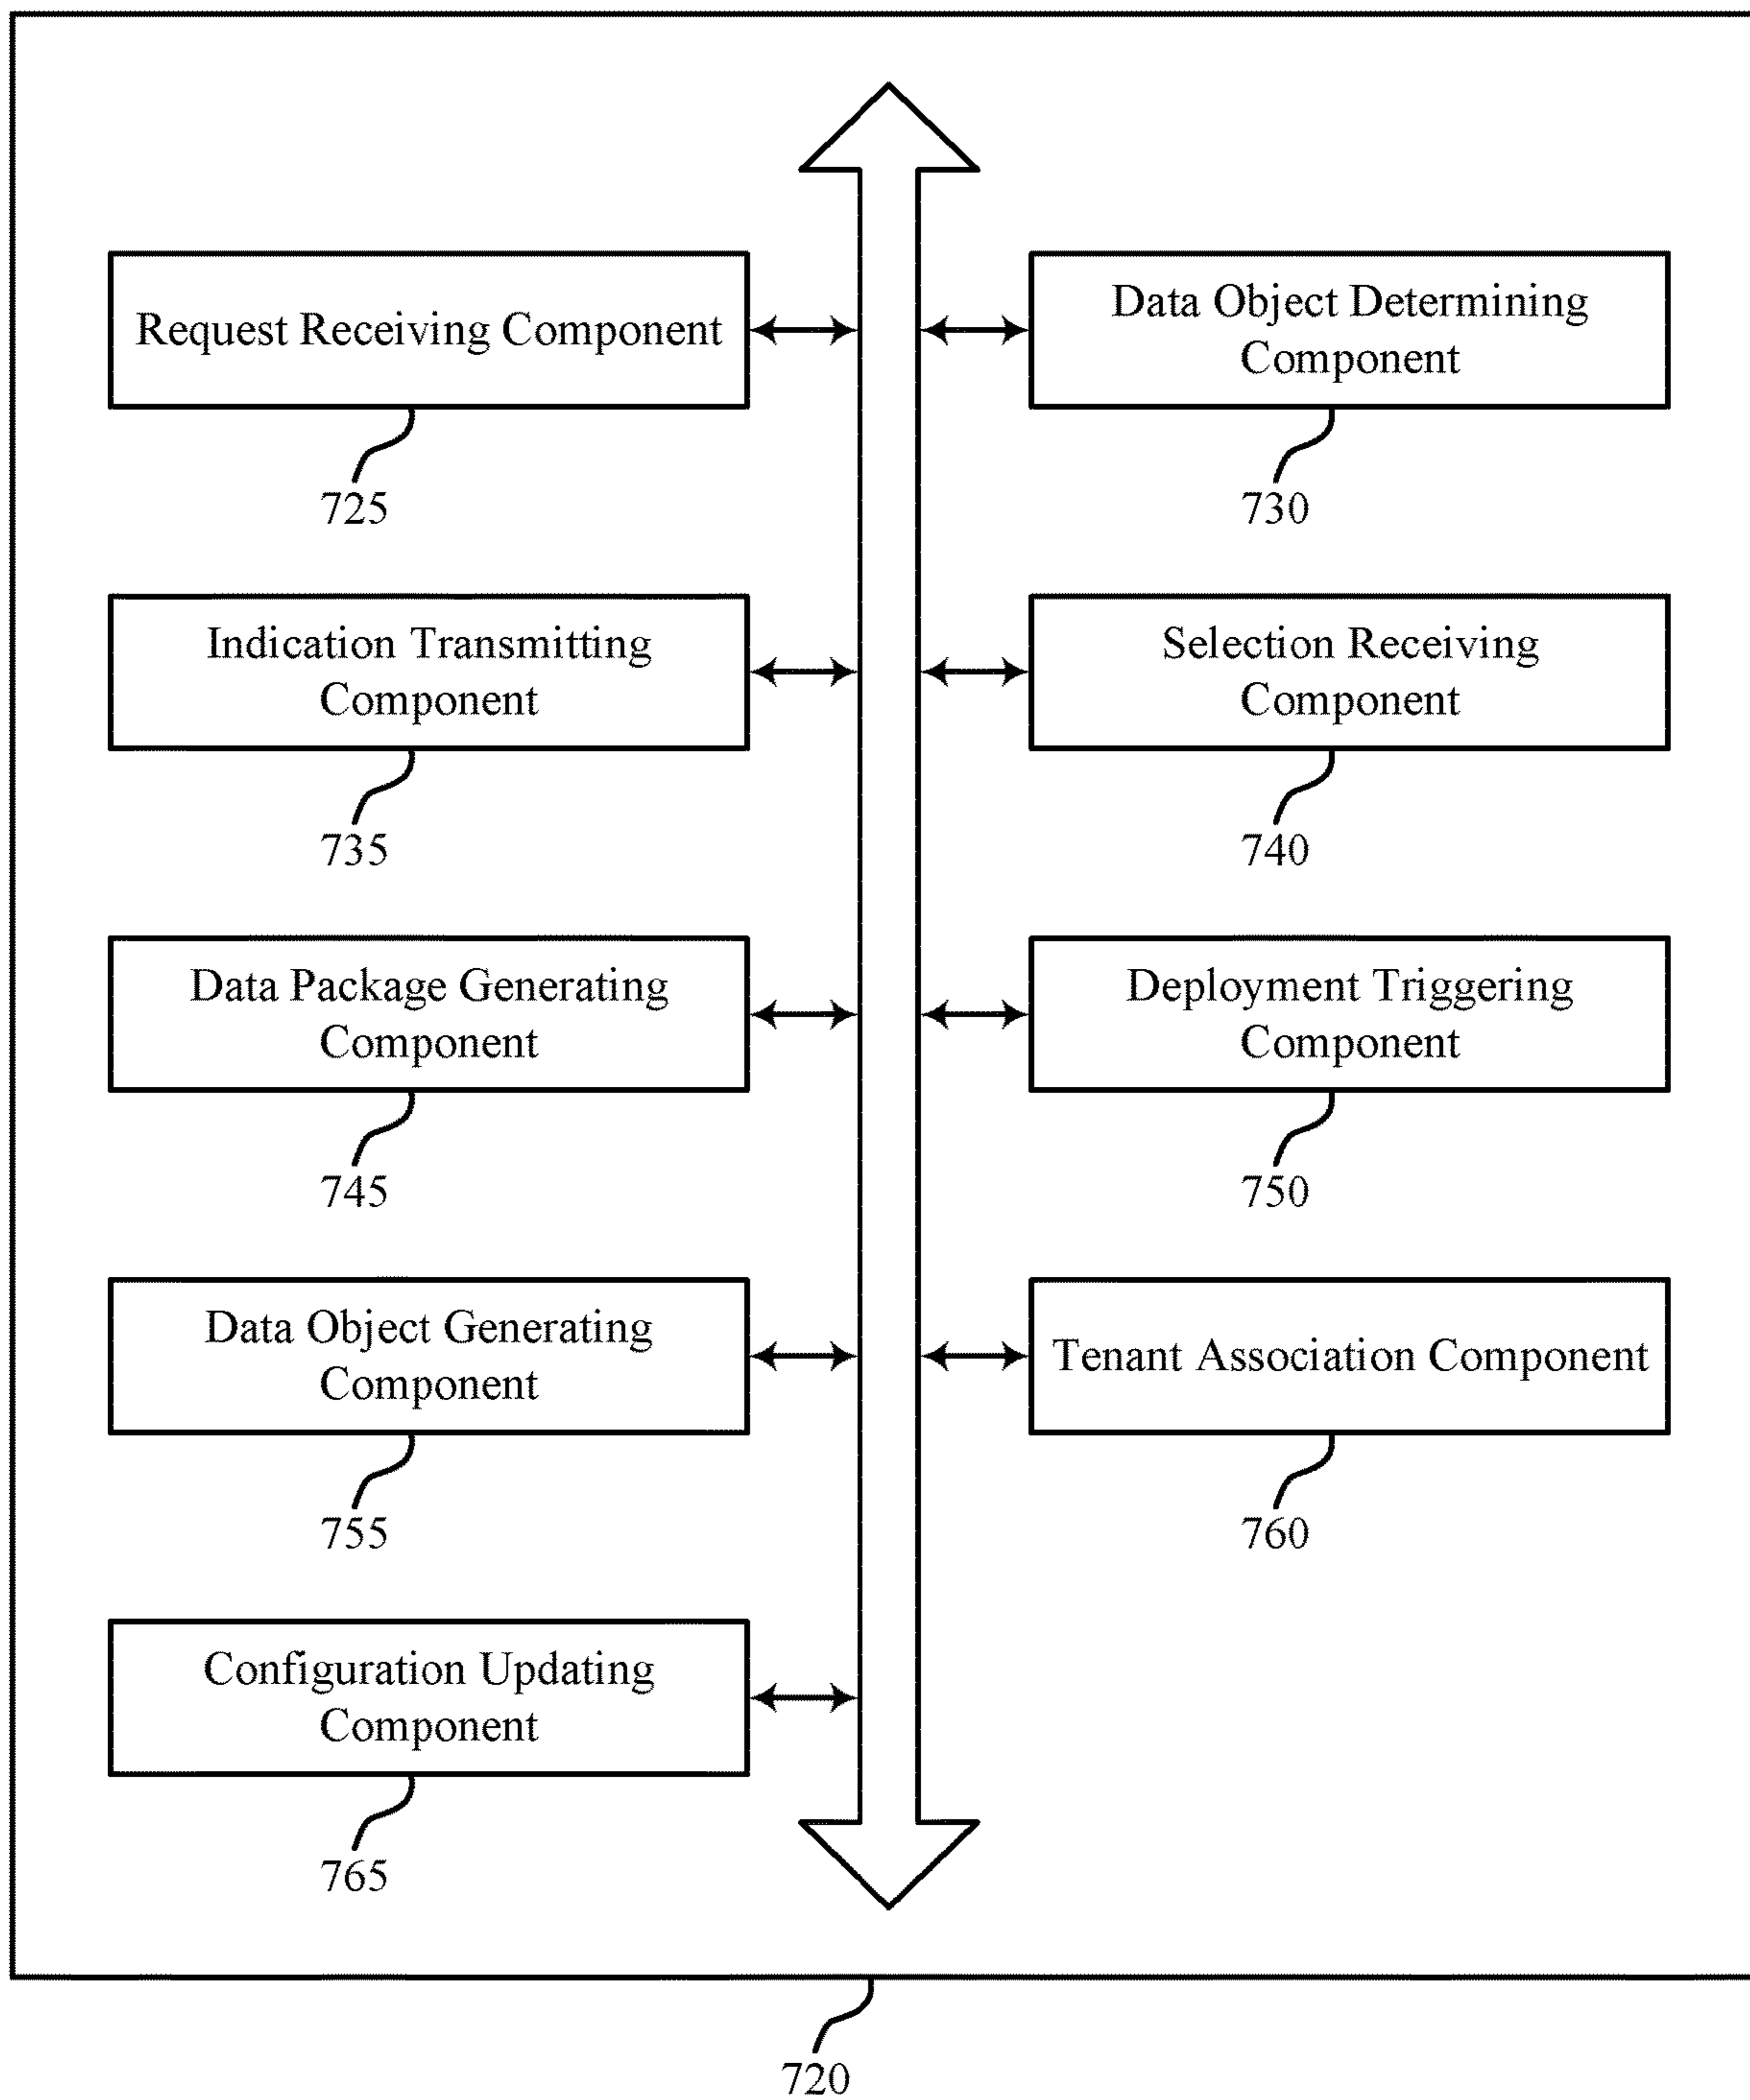 Request Receiving Component
725
Data Object Determining
Component
730
Indication Transmitting
Component
735
Selection Receiving
Component
740
Data Package Generating
Component
745
Deployment Triggering
Component
750
Data Object Generating
Component
755
Tenant Association Component
760
Configuration Updating
Component
765
720